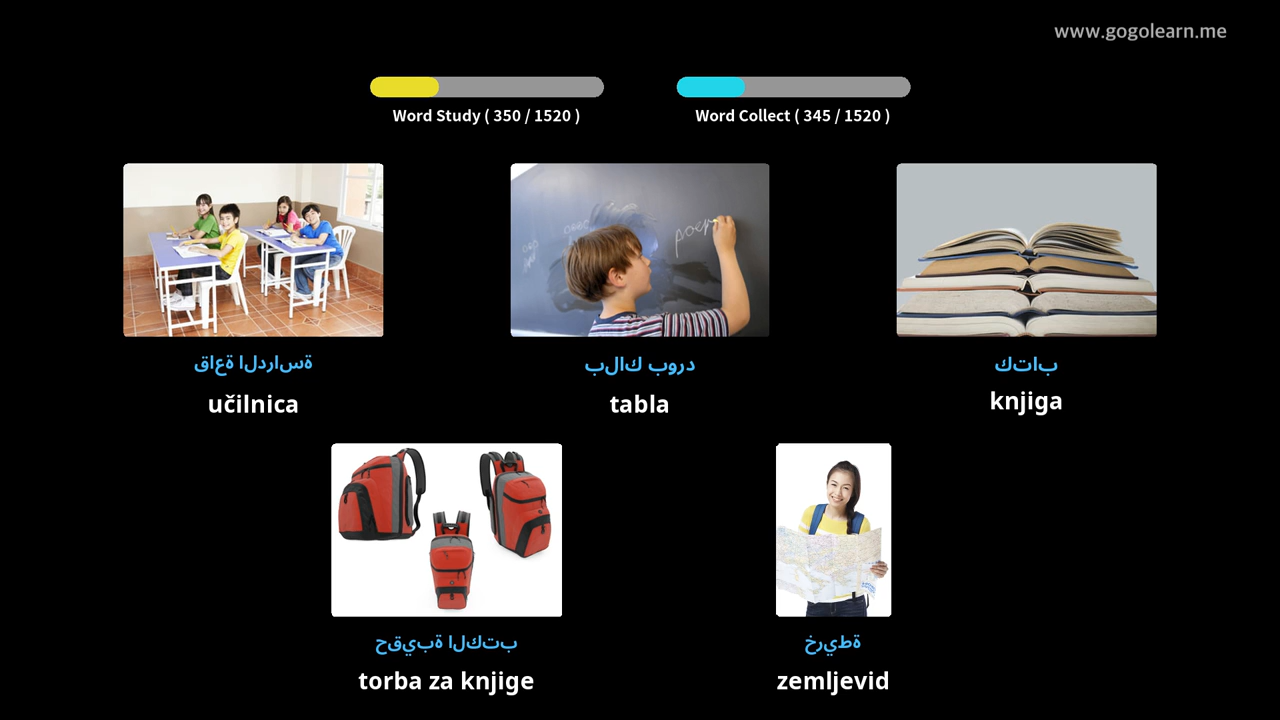 www.gogolearn.me
Word Study ( 350 / 1520 )
Word Collect ( 345 / 1520 )
قاعة الدراسة
بلاك بورد
كتاب
učilnica
tabla
knjiga
حقيبة الكتب
خريطة
torba za knjige
zemljevid